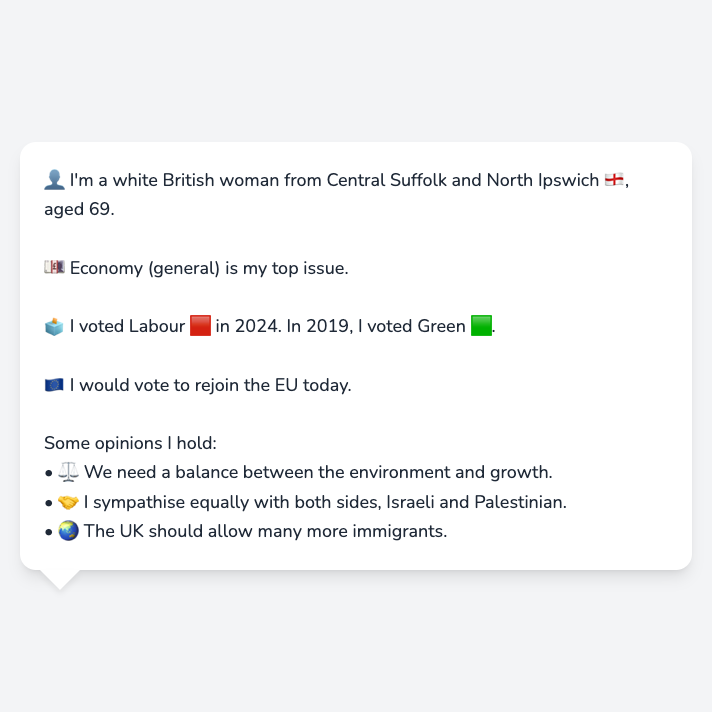 👤 I'm a white British woman from Central Suffolk and North Ipswich 🏴󠁧󠁢󠁥󠁮󠁧󠁿,
aged 69.
💷 Economy (general) is my top issue.
🗳️ I voted Labour 🟥 in 2024. In 2019, I voted Green 🟩.
🇪🇺 I would vote to rejoin the EU today.
Some opinions I hold:
• ⚖️ We need a balance between the environment and growth.
• 🤝 I sympathise equally with both sides, Israeli and Palestinian.
• 🌏 The UK should allow many more immigrants.